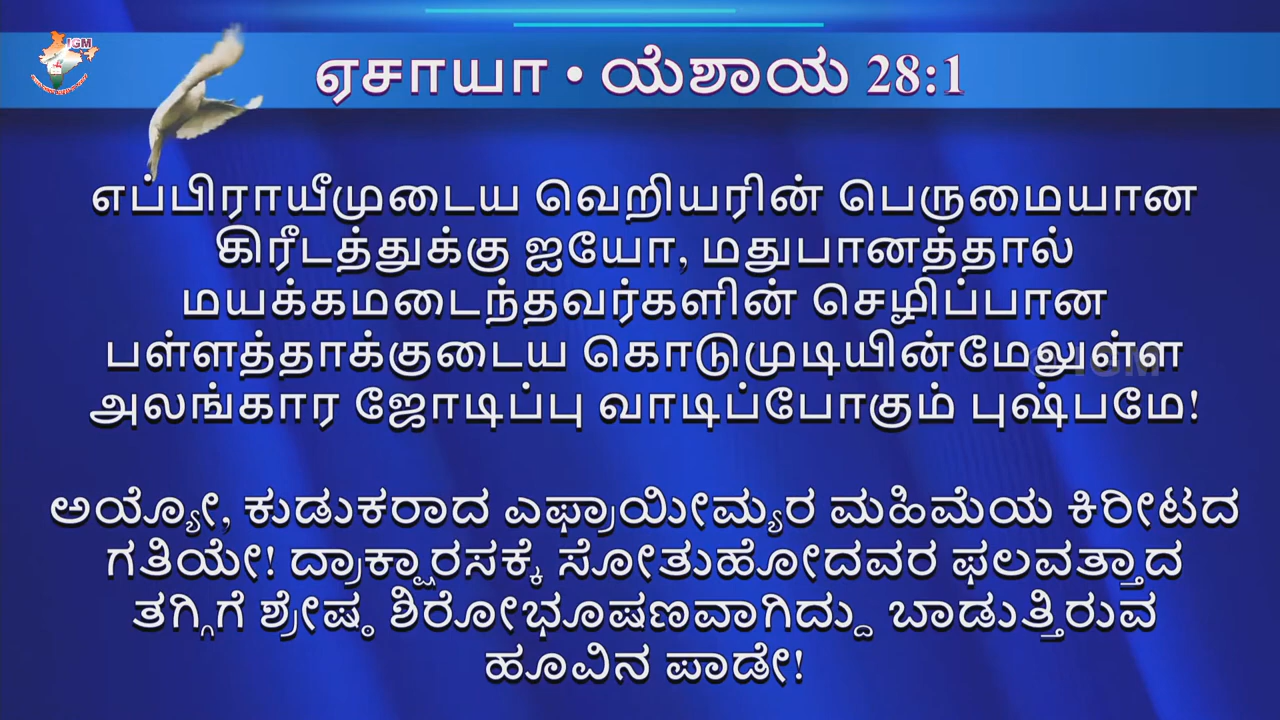 JGM
ஏசாயா • ಯೆಶಾಯ 28:1
எப்பிராயீமுடைய வெறியரின் பெருமையான
கிரீடத்துக்கு ஐயோ, மதுபானத்தால்
மயக்கமடைந்தவர்களின் செழிப்பான
பள்ளத்தாக்குடைய கொடுமுடியின்மேலுள்ள
அலங்கார ஜோடிப்பு வாடிப்போகும் புஷ்பமே!
ಅಯ್ಯೋ, ಕುಡುಕರಾದ ಎಫ್ರಾಯೀಮ್ಯರ ಮಹಿಮೆಯ ಕಿರೀಟದ
ಗತಿಯೇ! ದ್ರಾಕ್ಷಾರಸಕ್ಕೆ ಸೋತುಹೋದವರ ಫಲವತ್ತಾದ
ತಗ್ಗಿಗೆ ಶ್ರೇಷ್ಠ ಶಿರೋಭೂಷಣವಾಗಿದ್ದು ಬಾಡುತ್ತಿರುವ
ಹೂವಿನ ಪಾಡೇ!